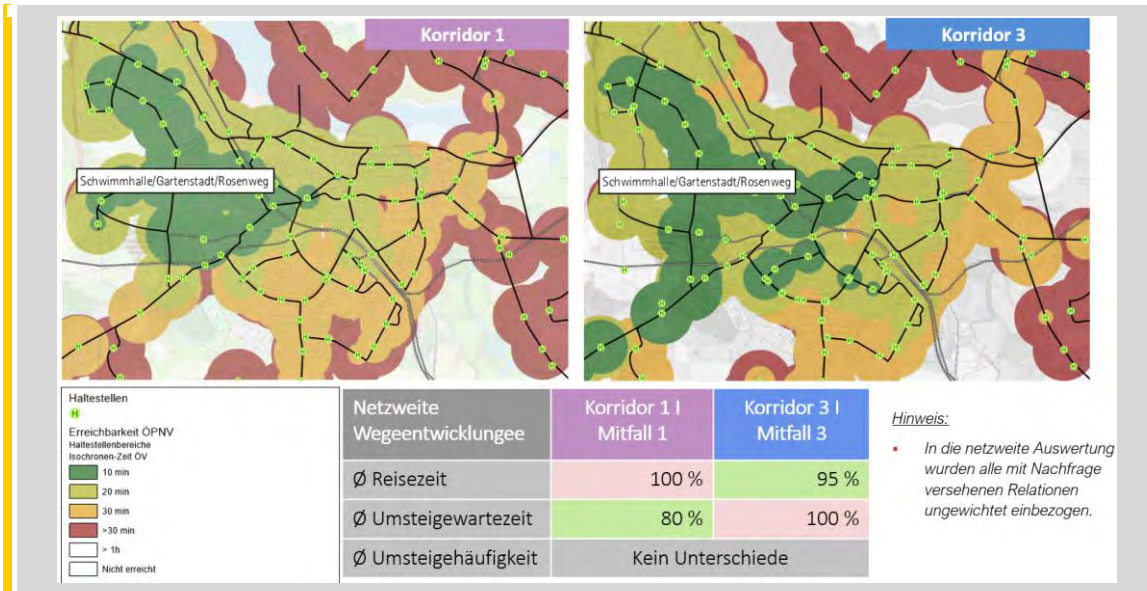 Korridor 1
Korridor 3
Schwimmhalle/Gartenstadt/Rosenweg
Schwimmhalle/Gartenstadt/Rosenweg
Haltestellen
H
Erreichbarkeit ÖPNV
Haltestellenbereiche
Isochronen-Zeit ÖV
10 min
20 min
30 min
>30 min
> 1h
Nicht erreicht
Netzweite
Wegeentwicklungee
Korridor 1 I
Mitfall 1
Korridor 3 I
Mitfall 3
Ø Reisezeit
100 %
95 %
Ø Umsteigewartezeit
80 %
100 %
Ø Umsteigehäufigkeit
Kein Unterschiede
Hinweis:
In die netzweite Auswertung
wurden alle mit Nachfrage
versehenen Relationen
ungewichtet einbezogen.